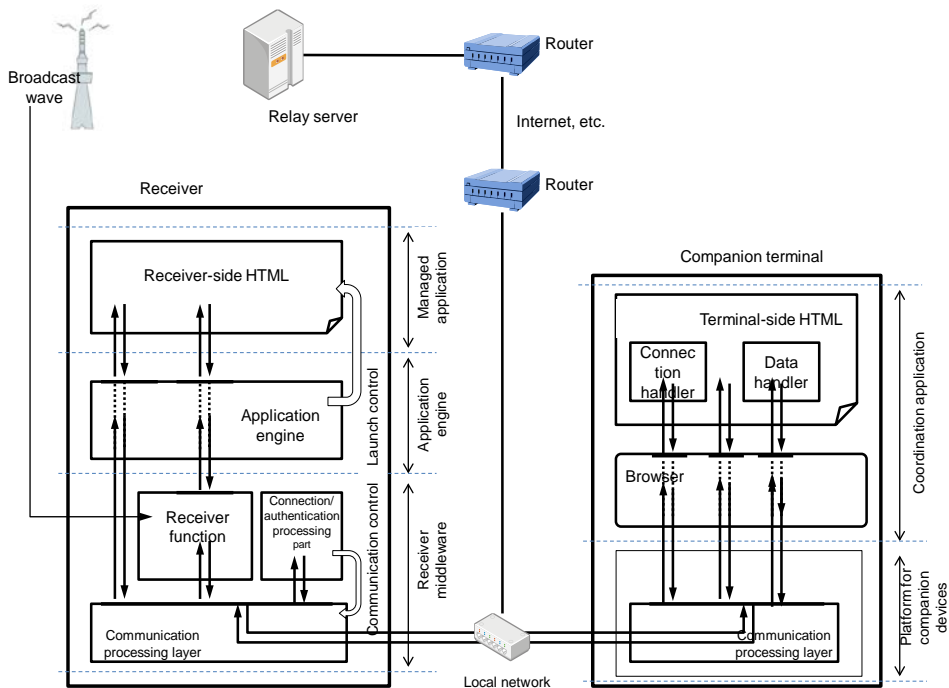 Broadcast
wave
Relay server
Router
Internet, etc.
Router
Receiver
Receiver-side HTML
Managed
application
Application
engine
Launch control
Application
engine
Receiver
function
Connection/
authentication
processing
part
Communication control
Receiver
middleware
Communication
processing layer
Local network
Companion terminal
Terminal-side HTML
Connec
tion
handler
Data
handler
Browser
Coordination application
Communication
processing layer
Platform for
companion
devices